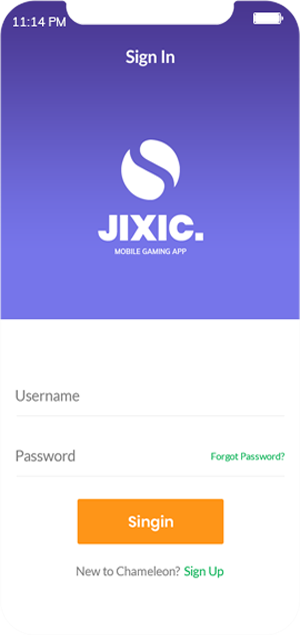 11:14 PM
Sign In
JIXIC.
MOBILE GAMING APP
Username
Password Forgot Password?
Singin
New to Chameleon? Sign Up